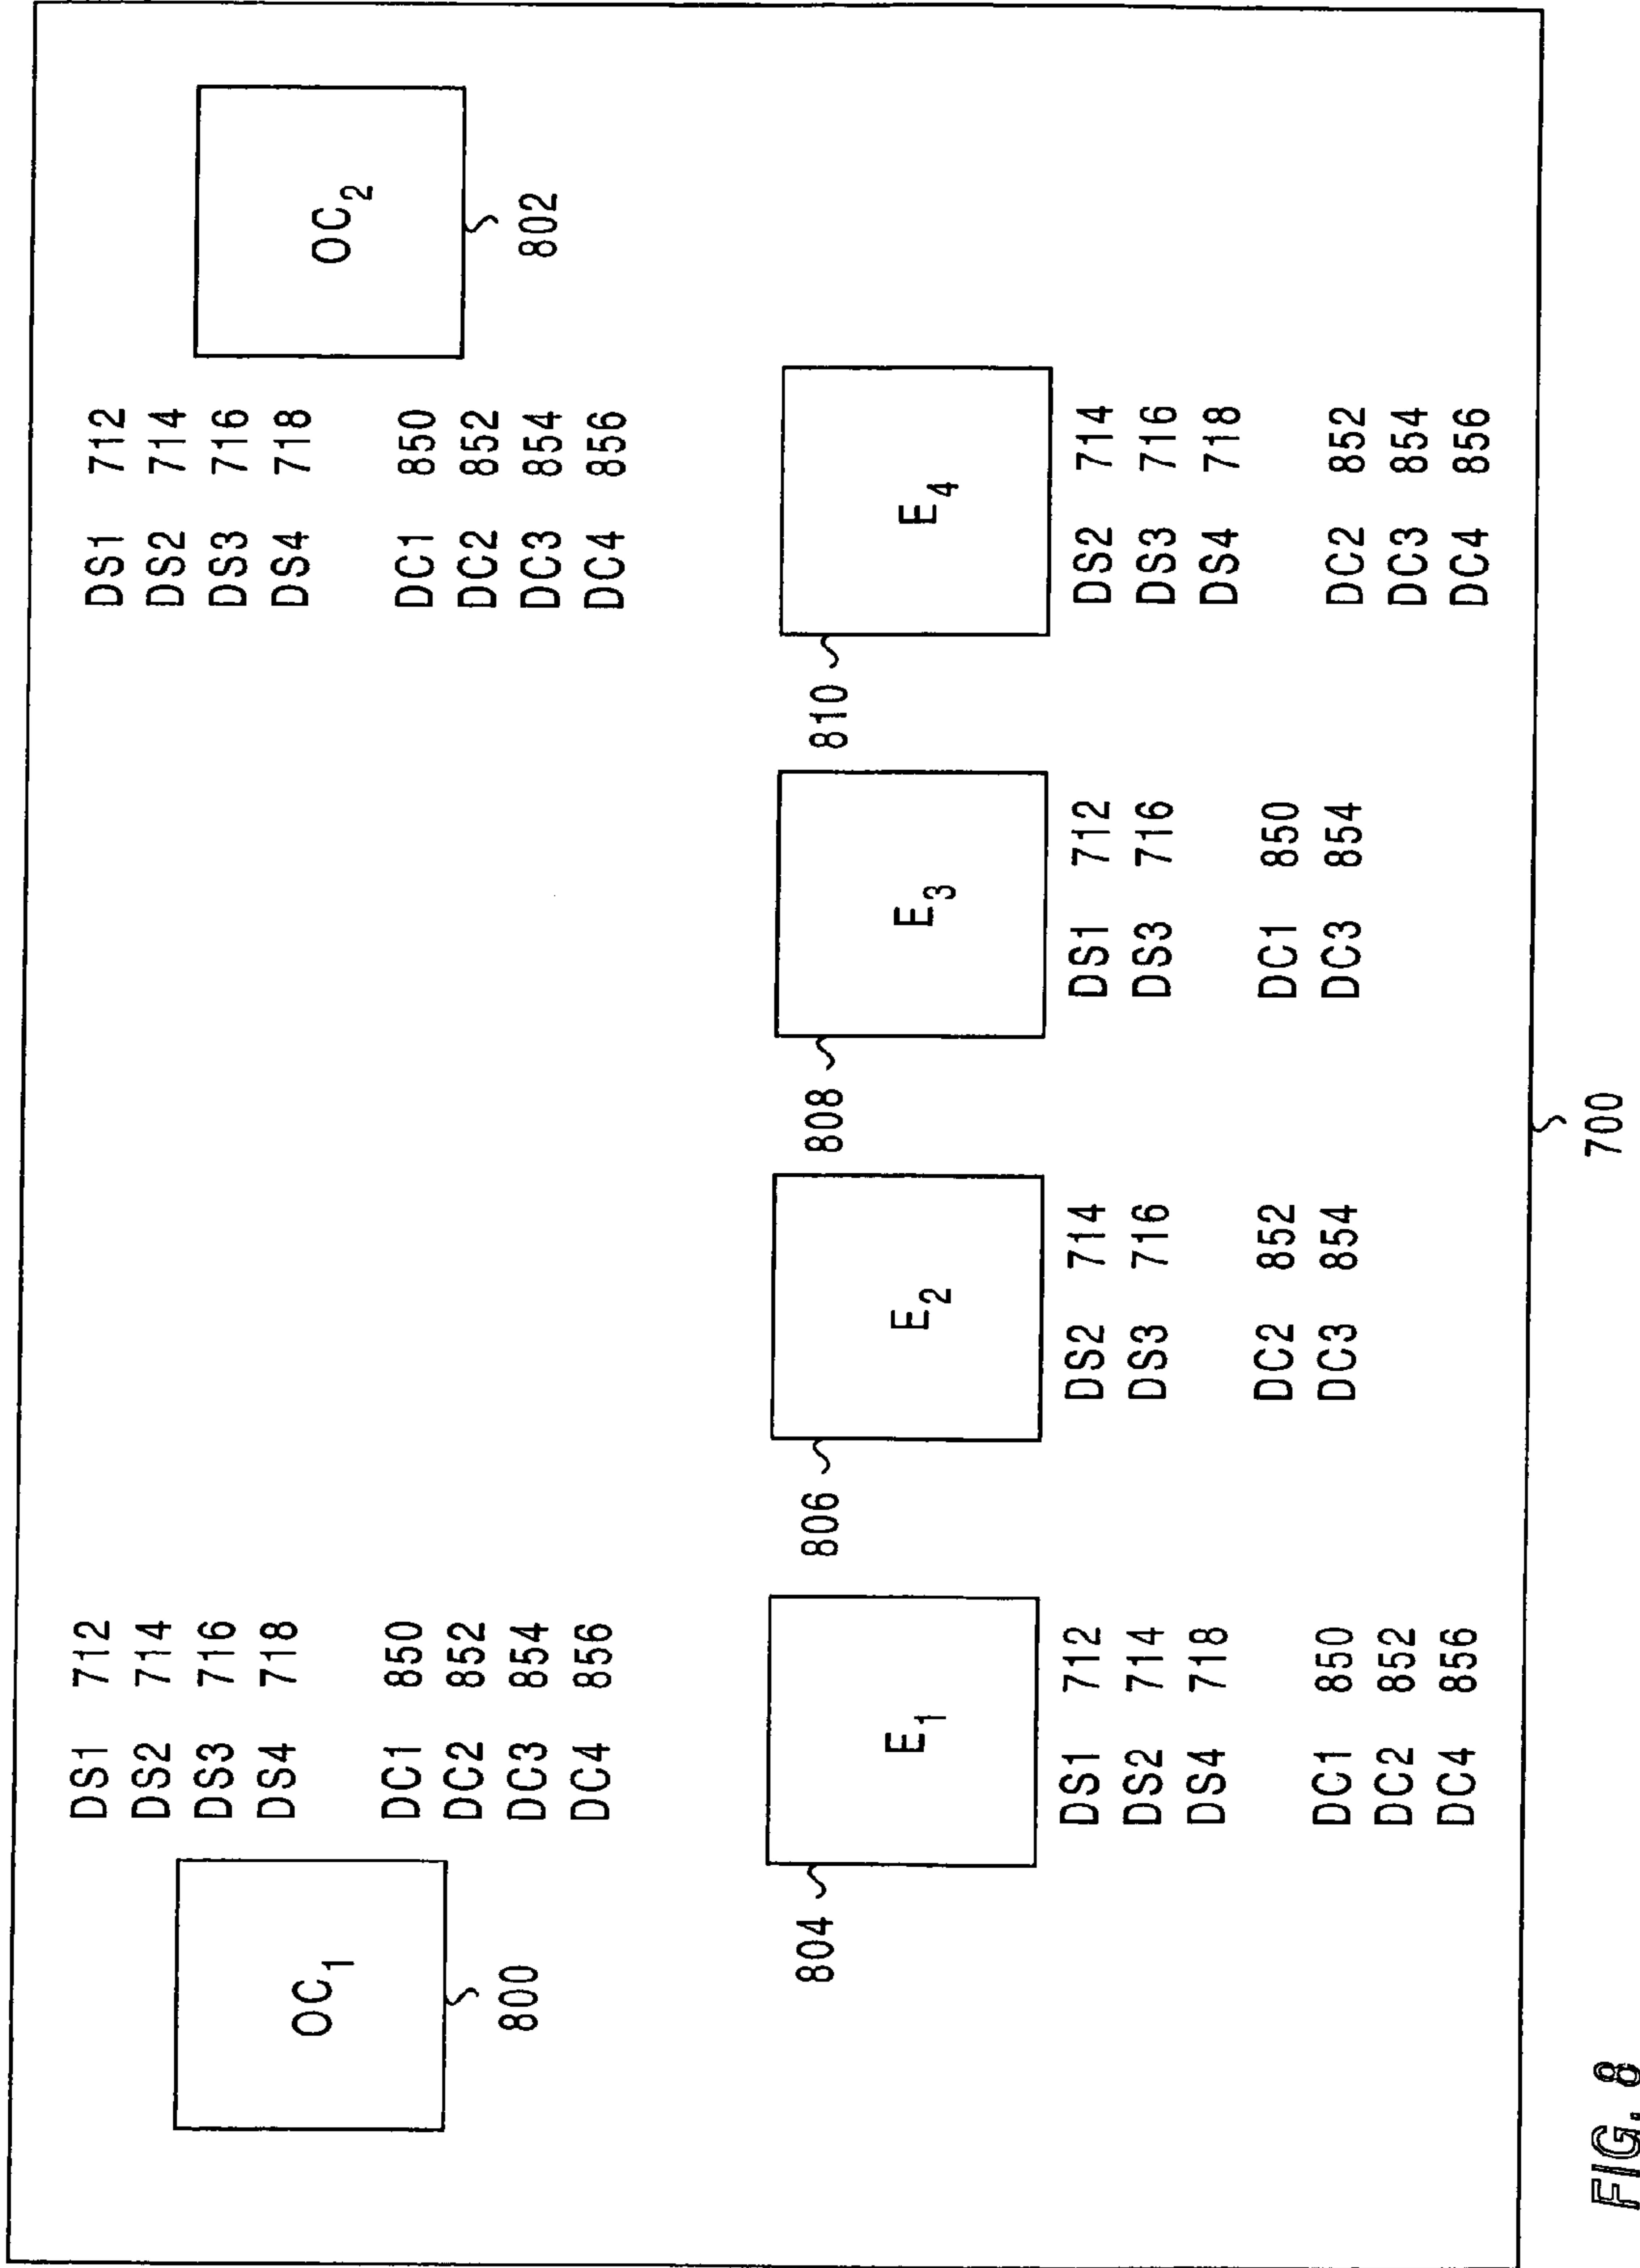 DS1 712
DS2 714
DS3 716
DS4 718
DC1 850
DC2 852
DC3 854
DC4 856
OC1
800
DS1 712
DS2 714
DS3 716
DS4 718
DC1 850
DC2 852
DC3 854
DC4 856
OC2
802
804
E1
DS1 712
DS2 714
DS4 718
DC1 850
DC2 852
DC4 856
806
E2
DS2 714
DS3 716
DC2 852
DC3 854
808
E3
DS1 712
DS3 716
DC1 850
DC3 854
810
E4
DS2 714
DS3 716
DS4 718
DC2 852
DC3 854
DC4 856
700
FIG. 8